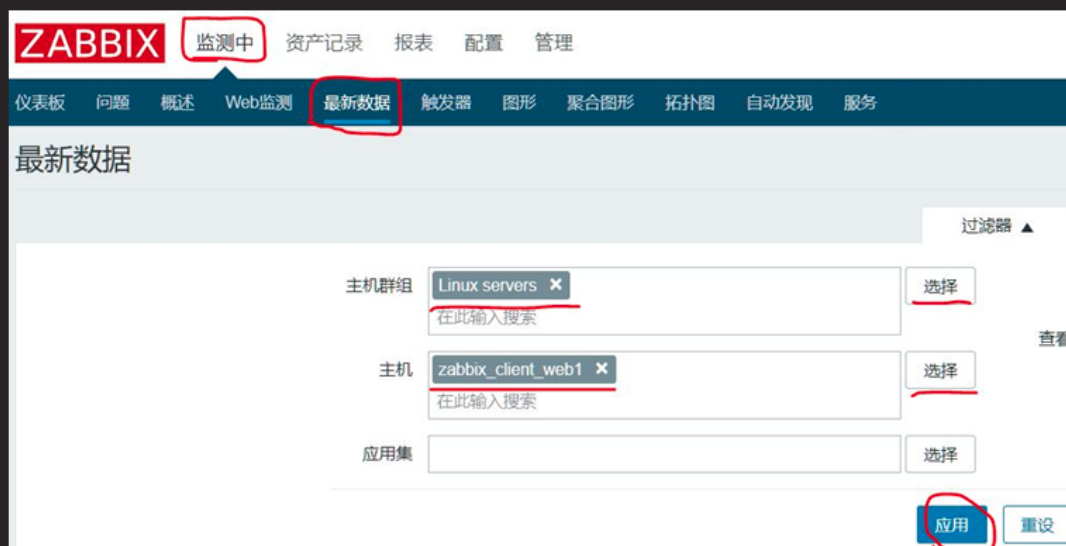 ZABBIX 监测中 资产记录 报表 配置 管理
仪表板 问题 概述 Web监测 最新数据 触发器 图形 聚合图形 拓扑图 自动发现 服务
最新数据
过滤器 ▲
主机群组 Linux servers × 选择
在此输入搜索
查看
主机 zabbix_client_web1 × 选择
在此输入搜索
应用集 选择
应用 重设